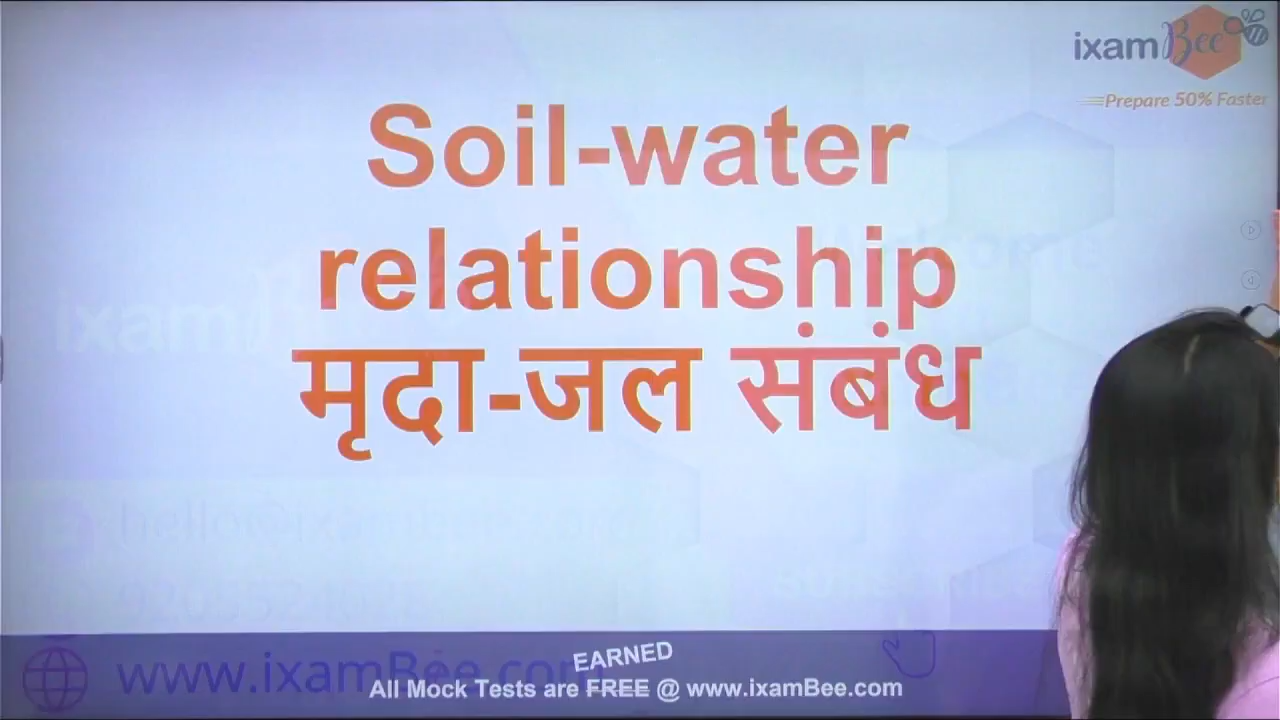 ixamBee
Prepare 50% Faster
Soil-water
relationship
मृदा-जल संबंध
www.ixamBee.com
EARNED
All Mock Tests are FREE @ www.ixamBee.com